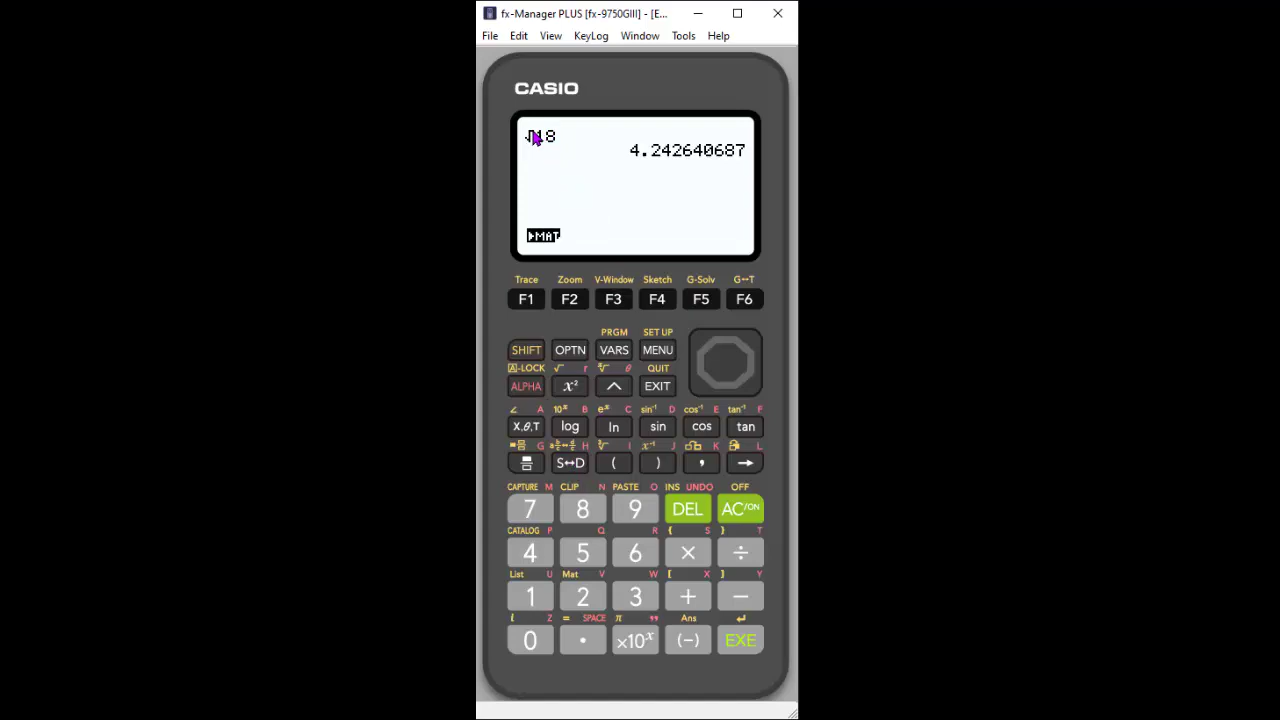 fx-Manager PLUS [fx-9750GIII] - [E...
File Edit View KeyLog Window Tools Help
CASIO
√18
4.242640687
▶MAT
Trace Zoom V-Window Sketch G-Solv G↔T
F1 F2 F3 F4 F5 F6
PRGM SET UP
SHIFT OPTN VARS MENU
A-LOCK √ r ˣ√ θ QUIT
ALPHA x² ^ EXIT
∠ A 10ˣ B eˣ C sin⁻¹ D cos⁻¹ E tan⁻¹ F
X,θ,T log ln sin cos tan
G a b/c↔d/c H ³√ I x⁻¹ J K L
S↔D ( ) , →
CAPTURE M CLIP N PASTE O INS UNDO OFF
7 8 9 DEL AC/ON
CATALOG P Q R { S } T
4 5 6 × ÷
List U Mat V W [ X ] Y
1 2 3 + −
i Z = SPACE π " Ans ↵
0 . ×10ˣ (−) EXE